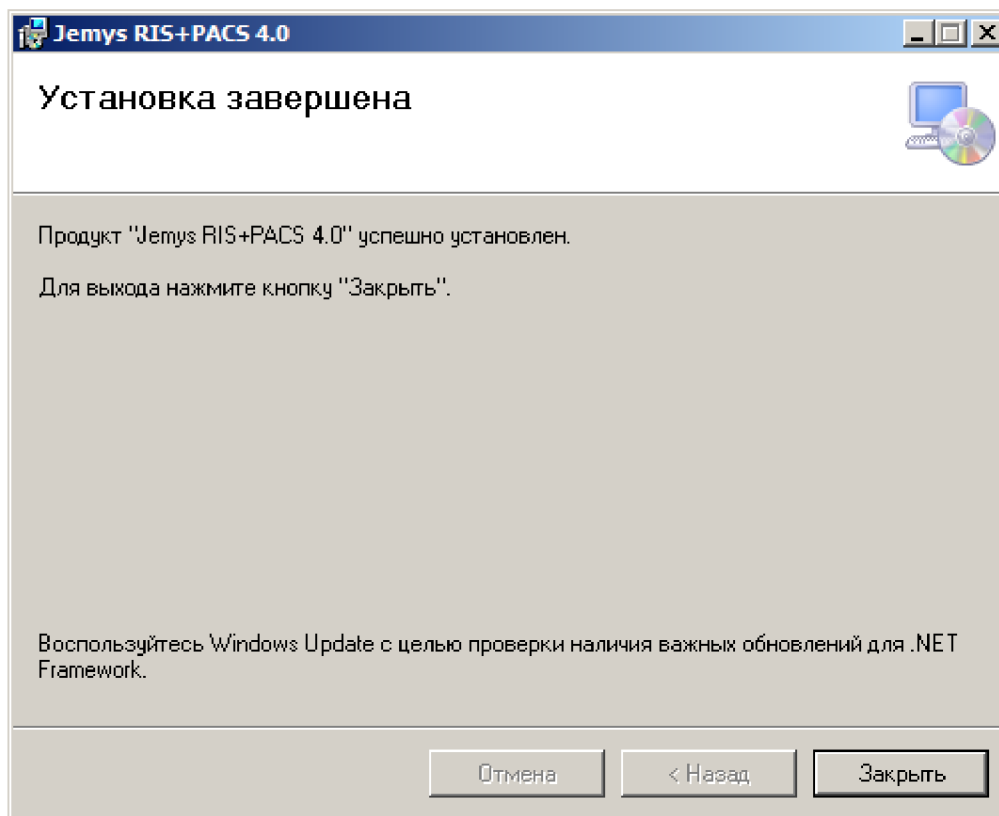 Jemys RIS+PACS 4.0
Установка завершена
Продукт "Jemys RIS+PACS 4.0" успешно установлен.
Для выхода нажмите кнопку "Закрыть".
Воспользуйтесь Windows Update с целью проверки наличия важных обновлений для .NET
Framework.
Отмена
< Назад
Закрыть